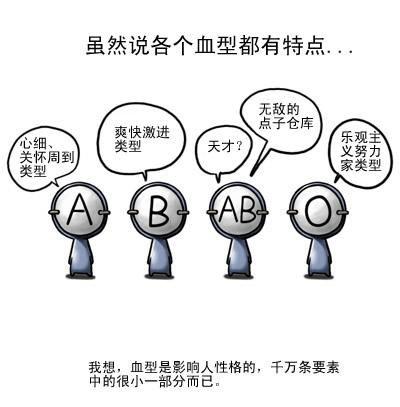 虽然说各个血型都有特点...
心细、
关怀周到
类型
爽快激进
类型
天才?
无敌的
点子仓库
乐观主
义努力
家类型
A
B
AB
O
我想，血型是影响人性格的，千万条要素
中的很小一部分而已。